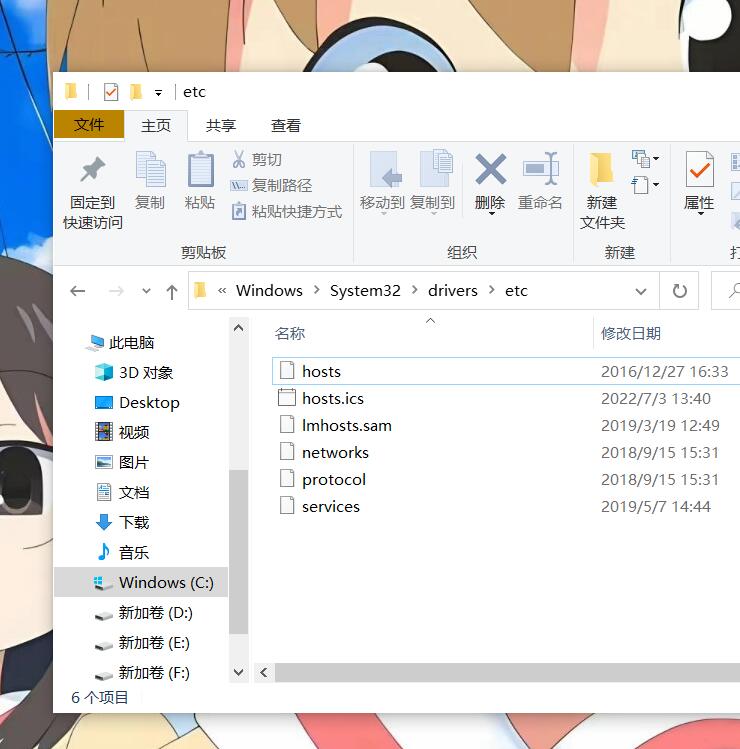 etc
文件 主页 共享 查看
固定到快速访问
复制
粘贴
剪切
复制路径
粘贴快捷方式
移动到 复制到 删除 重命名
新建文件夹
属性
剪贴板 组织 新建
« Windows > System32 > drivers > etc
名称 修改日期
此电脑
3D 对象
Desktop
视频
图片
文档
下载
音乐
Windows (C:)
新加卷 (D:)
新加卷 (E:)
新加卷 (F:)
hosts 2016/12/27 16:33
hosts.ics 2022/7/3 13:40
lmhosts.sam 2019/3/19 12:49
networks 2018/9/15 15:31
protocol 2018/9/15 15:31
services 2019/5/7 14:44
6 个项目